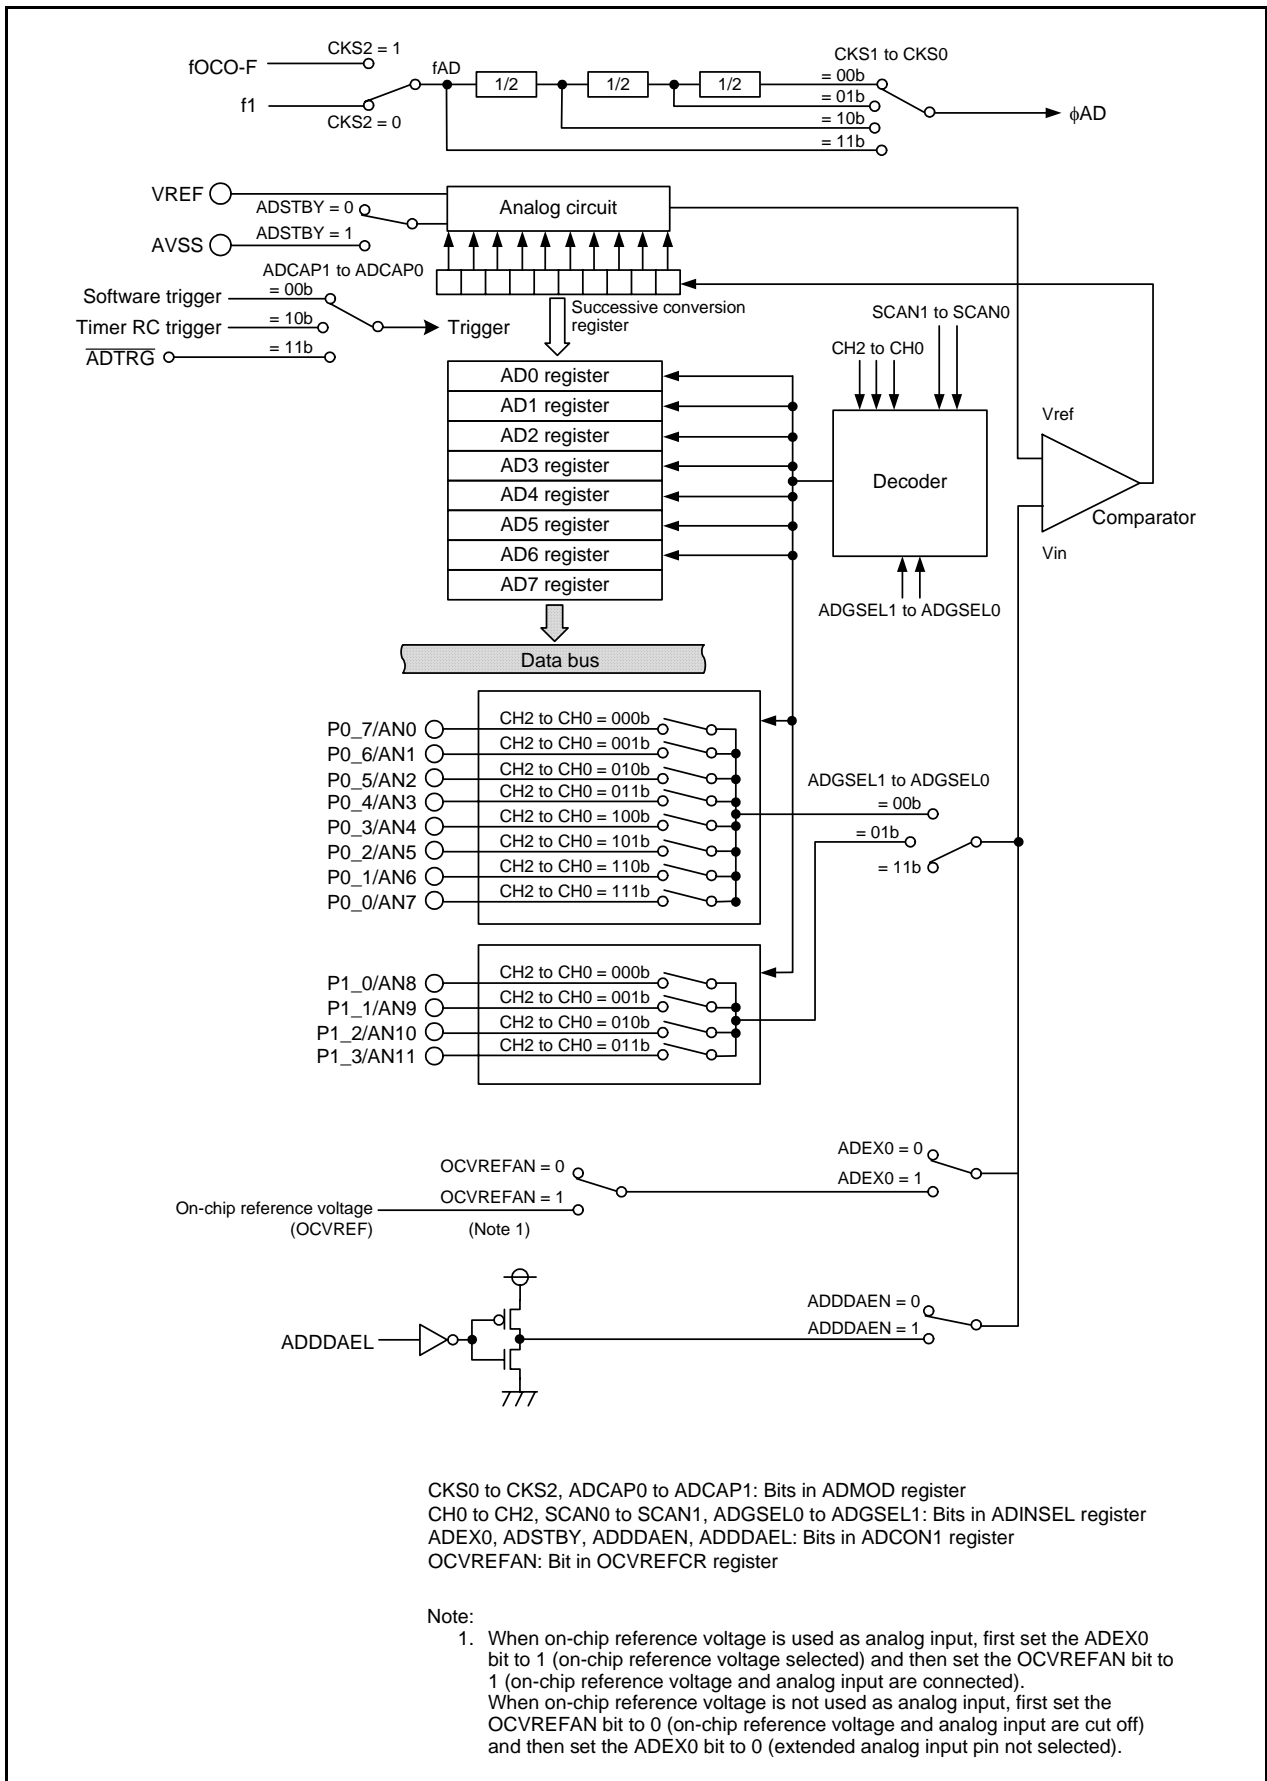 CKS2 = 1
fOCO-F
fAD
f1
CKS2 = 0
1/2
1/2
1/2
CKS1 to CKS0
= 00b
= 01b
= 10b
= 11b
ϕAD
VREF
ADSTBY = 0
AVSS
ADSTBY = 1
Analog circuit
ADCAP1 to ADCAP0
Software trigger
= 00b
Timer RC trigger
= 10b
ADTRG
= 11b
Trigger
Successive conversion
register
SCAN1 to SCAN0
CH2 to CH0
AD0 register
AD1 register
AD2 register
AD3 register
AD4 register
AD5 register
AD6 register
AD7 register
Decoder
Vref
Comparator
Vin
ADGSEL1 to ADGSEL0
Data bus
P0_7/AN0
CH2 to CH0 = 000b
P0_6/AN1
CH2 to CH0 = 001b
P0_5/AN2
CH2 to CH0 = 010b
P0_4/AN3
CH2 to CH0 = 011b
P0_3/AN4
CH2 to CH0 = 100b
P0_2/AN5
CH2 to CH0 = 101b
P0_1/AN6
CH2 to CH0 = 110b
P0_0/AN7
CH2 to CH0 = 111b
ADGSEL1 to ADGSEL0
= 00b
= 01b
= 11b
P1_0/AN8
CH2 to CH0 = 000b
P1_1/AN9
CH2 to CH0 = 001b
P1_2/AN10
CH2 to CH0 = 010b
P1_3/AN11
CH2 to CH0 = 011b
ADEX0 = 0
ADEX0 = 1
OCVREFAN = 0
OCVREFAN = 1
On-chip reference voltage
(OCVREF)
(Note 1)
ADDDAEN = 0
ADDDAEN = 1
ADDDAEL
CKS0 to CKS2, ADCAP0 to ADCAP1: Bits in ADMOD register
CH0 to CH2, SCAN0 to SCAN1, ADGSEL0 to ADGSEL1: Bits in ADINSEL register
ADEX0, ADSTBY, ADDDAEN, ADDDAEL: Bits in ADCON1 register
OCVREFAN: Bit in OCVREFCR register
Note:
1. When on-chip reference voltage is used as analog input, first set the ADEX0
bit to 1 (on-chip reference voltage selected) and then set the OCVREFAN bit to
1 (on-chip reference voltage and analog input are connected).
When on-chip reference voltage is not used as analog input, first set the
OCVREFAN bit to 0 (on-chip reference voltage and analog input are cut off)
and then set the ADEX0 bit to 0 (extended analog input pin not selected).